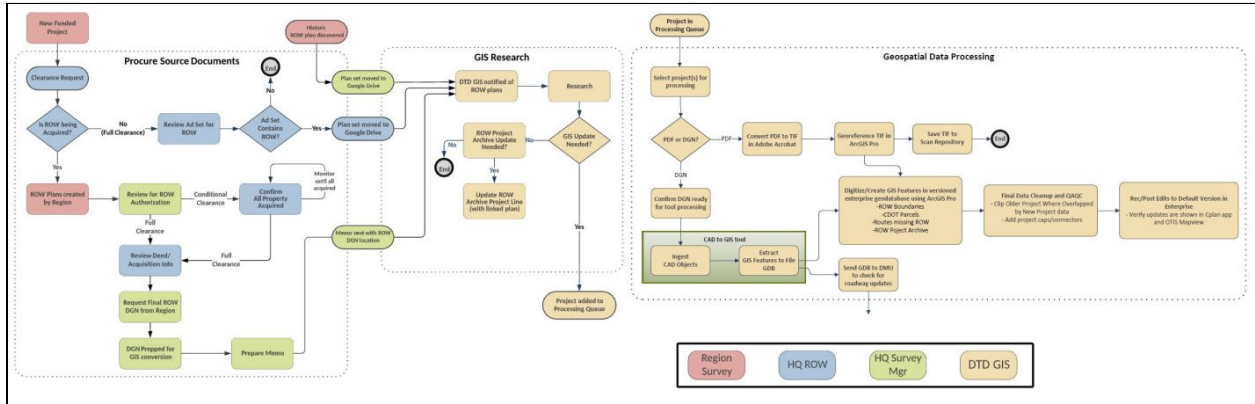 New Funded
Project
Procure Source Documents
Clearance Request
Is ROW being
Acquired?
No
(Full Clearance)
Review Ad Set for
ROW
Ad Set
Contains
ROW?
No
End
Yes
Yes
ROW Plans created
by Region
Review for ROW
Authorization
Conditional
Clearance
Confirm
All Property
Acquired
Monitor
until all
acquired
Full
Clearance
Full
Clearance
Review Deed/
Acquisition Info
Request Final ROW
DGN from Region
DGN Prepped for
GIS conversion
Prepare Memo
Historic
ROW plan discovered
Plan set moved to
Google Drive
Plan set moved to
Google Drive
Memor sent with ROW
DGN location
GIS Research
DTD GIS notified of
ROW plans
Research
GIS Update
Needed?
No
ROW Project
Archive Update
Needed?
No
End
Yes
Update ROW
Archive Project Line
(with linked plan)
Yes
Project added to
Processing Queue
Project in
Processing Queue
Geospatial Data Processing
Select project(s) for
processing
PDF or DGN?
PDF
Convert PDF to TIF
in Adobe Acrobat
Georeference TIF in
ArcGIS Pro
Save TIF to
Scan Repository
End
DGN
Confirm DGN ready
for tool processing
CAD to GIS tool
Ingest
CAD Objects
Extract
GIS Features to File
GDB
Digitize/Create GIS Features in versioned
enterprise geodatabase using ArcGIS Pro
-ROW Boundares
-CDOT Parcels
-Routes missing ROW
-ROW Poject Archive
Final Data Cleanup and QAQC
- Clip Older Project Where Overlapped
by New Project data
- Add project caps/connectors
Rec/Post Edits to Default Version in
Enterprise
- Verify updates are shown in Cplan app
and OTIS Mapview
Send GDB to DMU
to check for
roadway updates
Region
Survey
HQ ROW
HQ Survey
Mgr
DTD GIS